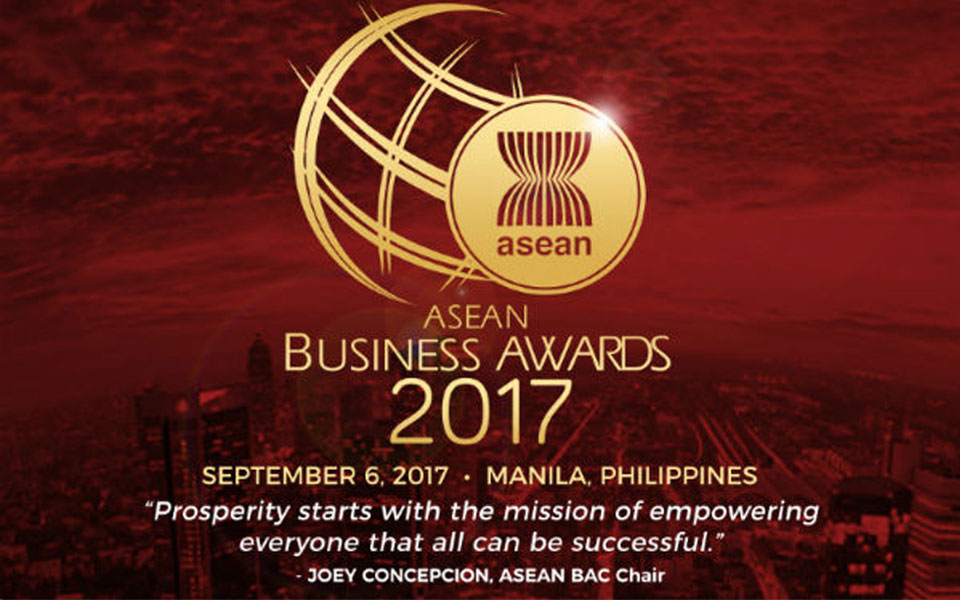 asean
ASEAN
BUSINESS AWARDS
2017
SEPTEMBER 6, 2017 • MANILA, PHILIPPINES
“Prosperity starts with the mission of empowering
everyone that all can be successful.”
- JOEY CONCEPCION, ASEAN BAC Chair